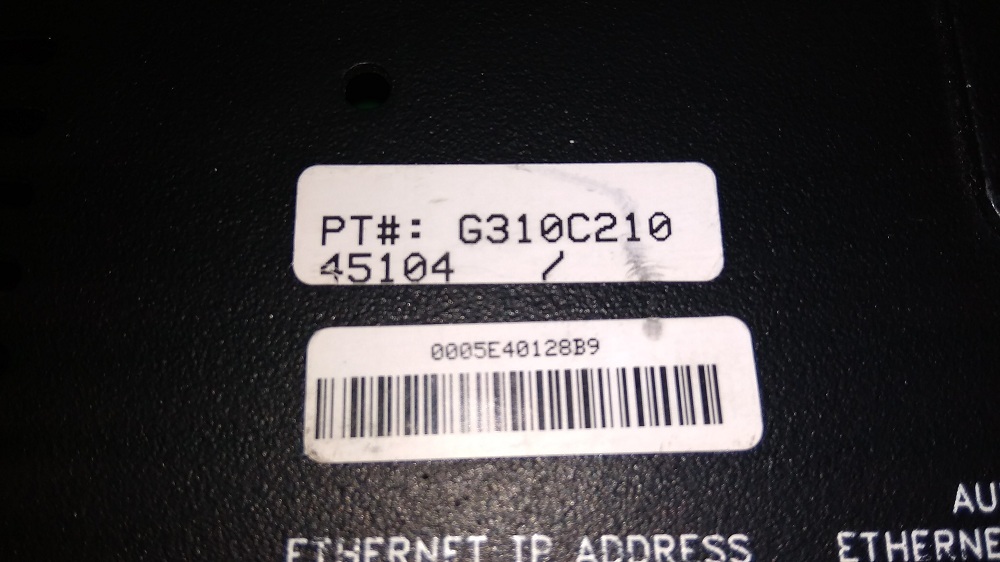 PT#: G310C210
45104 /
0005E40128B9
AU
ETHERNET IP ADDRESS
ETHERNE